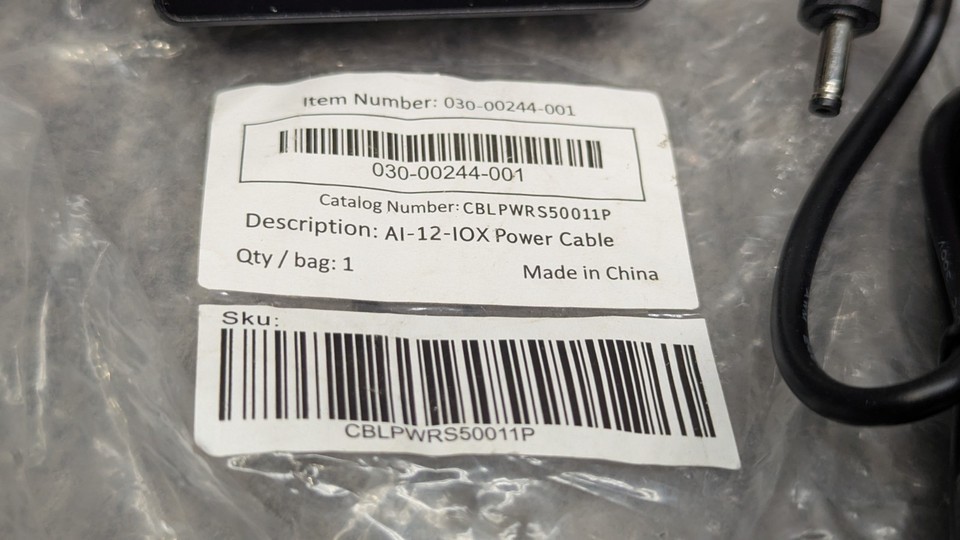 Item Number: 030-00244-001
030-00244-001
Catalog Number: CBLPWRS50011P
Description: AI-12-IOX Power Cable
Qty / bag: 1
Made in China
Sku:
CBLPWRS50011P